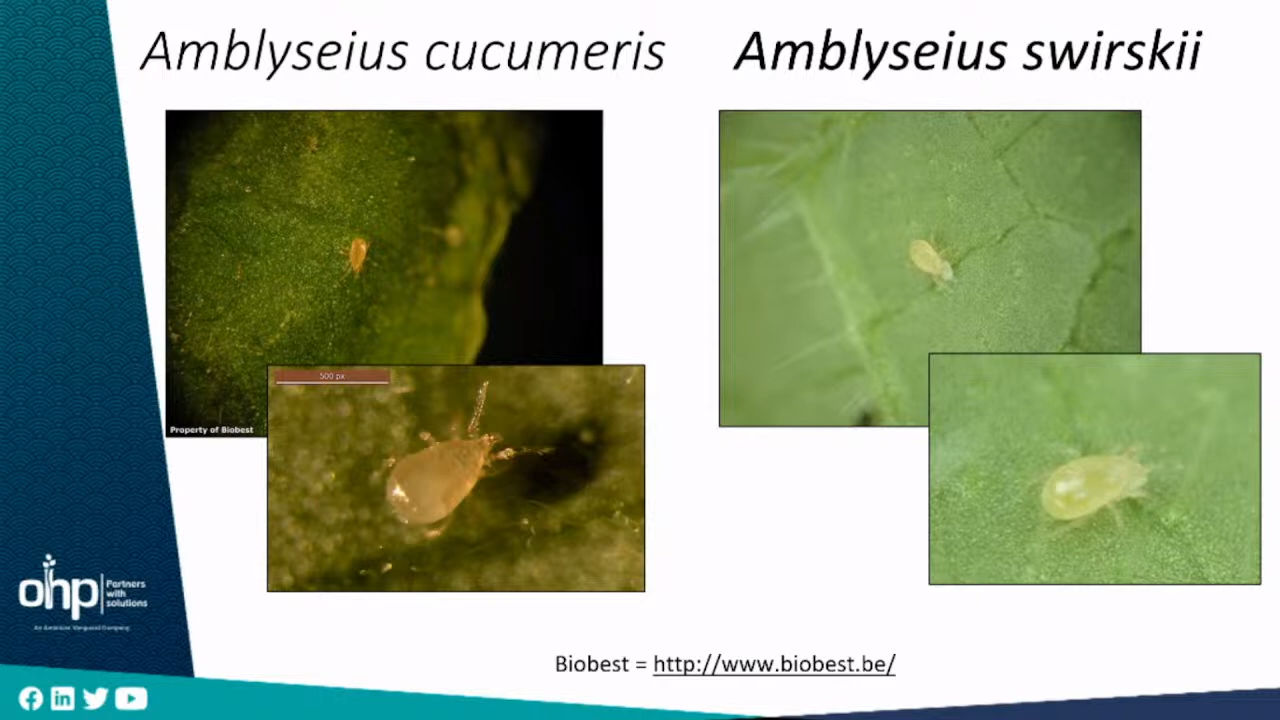 Amblyseius cucumeris
Amblyseius swirskii
Property of Biobest
500 px
ohp
Partners
with
solutions
An American Vanguard Company
Biobest = http://www.biobest.be/